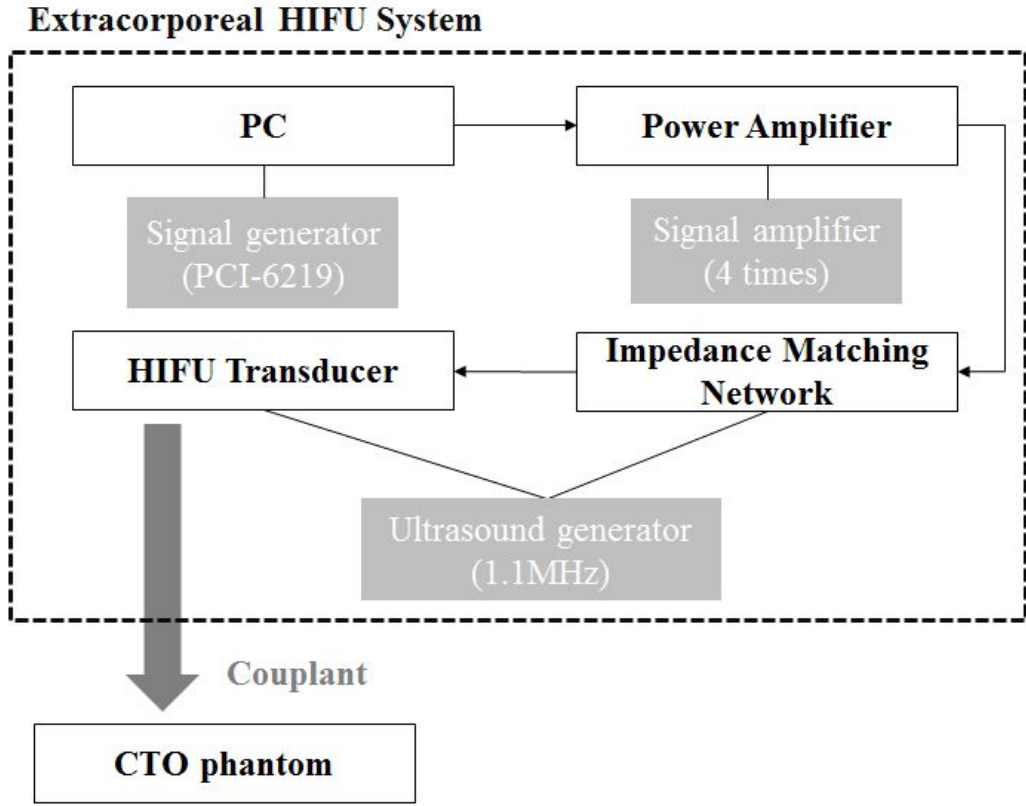 Extracorporeal HIFU System
PC
Power Amplifier
Signal generator
(PCI-6219)
Signal amplifier
(4 times)
HIFU Transducer
Impedance Matching
Network
Ultrasound generator
(1.1MHz)
Couplant
CTO phantom